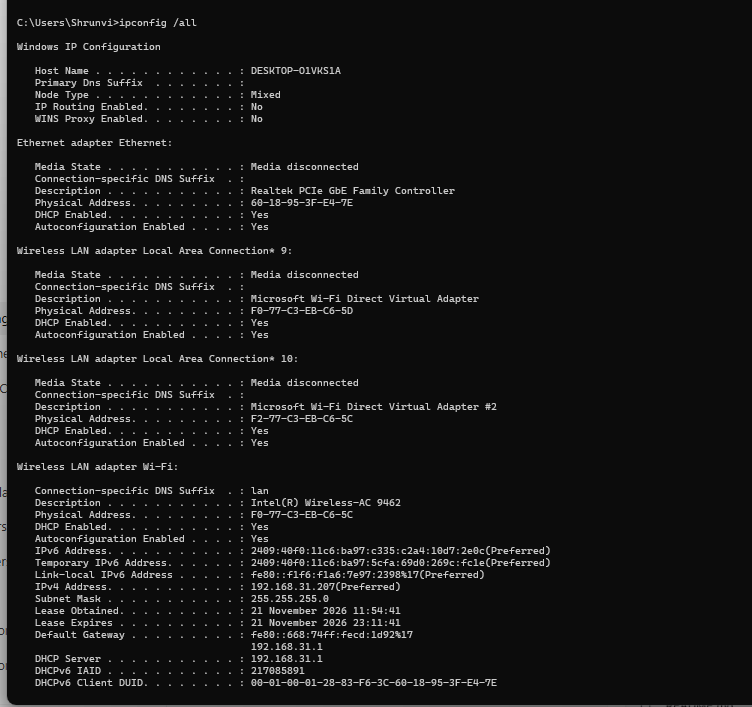 C:\Users\Shrunvi>ipconfig /all
Windows IP Configuration
Host Name . . . . . . . . . . . . : DESKTOP-O1VKS1A
Primary Dns Suffix  . . . . . . . :
Node Type . . . . . . . . . . . . : Mixed
IP Routing Enabled. . . . . . . . : No
WINS Proxy Enabled. . . . . . . . : No
Ethernet adapter Ethernet:
Media State . . . . . . . . . . . : Media disconnected
Connection-specific DNS Suffix  . :
Description . . . . . . . . . . . : Realtek PCIe GbE Family Controller
Physical Address. . . . . . . . . : 60-18-95-3F-E4-7E
DHCP Enabled. . . . . . . . . . . : Yes
Autoconfiguration Enabled . . . . : Yes
Wireless LAN adapter Local Area Connection* 9:
Media State . . . . . . . . . . . : Media disconnected
Connection-specific DNS Suffix  . :
Description . . . . . . . . . . . : Microsoft Wi-Fi Direct Virtual Adapter
Physical Address. . . . . . . . . : F0-77-C3-EB-C6-5D
DHCP Enabled. . . . . . . . . . . : Yes
Autoconfiguration Enabled . . . . : Yes
Wireless LAN adapter Local Area Connection* 10:
Media State . . . . . . . . . . . : Media disconnected
Connection-specific DNS Suffix  . :
Description . . . . . . . . . . . : Microsoft Wi-Fi Direct Virtual Adapter #2
Physical Address. . . . . . . . . : F2-77-C3-EB-C6-5C
DHCP Enabled. . . . . . . . . . . : Yes
Autoconfiguration Enabled . . . . : Yes
Wireless LAN adapter Wi-Fi:
Connection-specific DNS Suffix  . : lan
Description . . . . . . . . . . . : Intel(R) Wireless-AC 9462
Physical Address. . . . . . . . . : F0-77-C3-EB-C6-5C
DHCP Enabled. . . . . . . . . . . : Yes
Autoconfiguration Enabled . . . . : Yes
IPv6 Address. . . . . . . . . . . : 2409:40f0:11c6:ba97:c335:c2a4:10d7:2e0c(Preferred)
Temporary IPv6 Address. . . . . . : 2409:40f0:11c6:ba97:5cfa:69d0:269c:fc1e(Preferred)
Link-local IPv6 Address . . . . . : fe80::f1f6:f1a6:7e97:2398%17(Preferred)
IPv4 Address. . . . . . . . . . . : 192.168.31.207(Preferred)
Subnet Mask . . . . . . . . . . . : 255.255.255.0
Lease Obtained. . . . . . . . . . : 21 November 2026 11:54:41
Lease Expires . . . . . . . . . . : 21 November 2026 23:11:41
Default Gateway . . . . . . . . . : fe80::668:74ff:fecd:1d92%17
192.168.31.1
DHCP Server . . . . . . . . . . . : 192.168.31.1
DHCPv6 IAID . . . . . . . . . . . : 217085891
DHCPv6 Client DUID. . . . . . . . : 00-01-00-01-28-83-F6-3C-60-18-95-3F-E4-7E